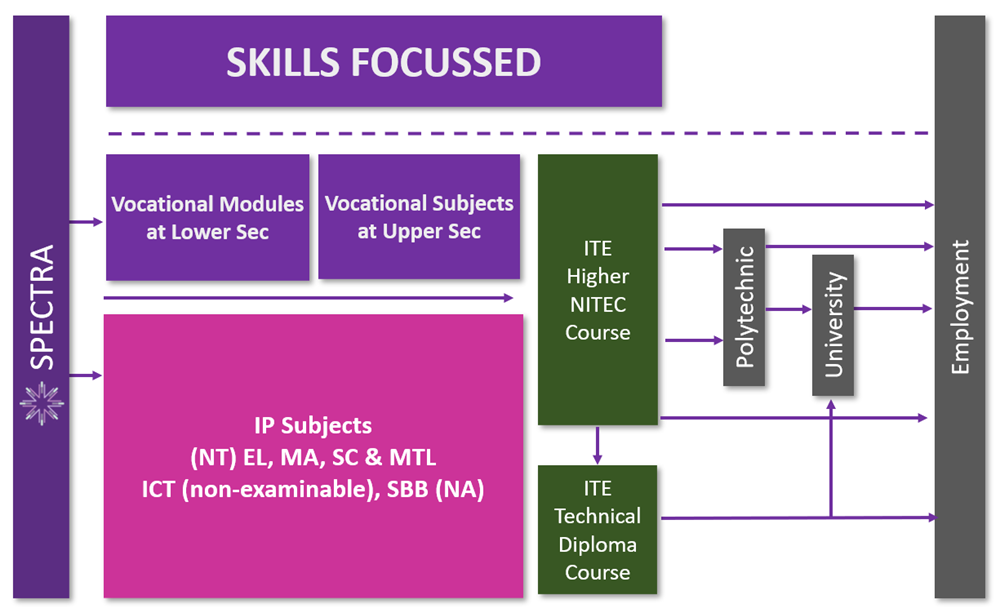 SKILLS FOCUSSED
SPECTRA
Vocational Modules
at Lower Sec
Vocational Subjects
at Upper Sec
IP Subjects
(NT) EL, MA, SC & MTL
ICT (non-examinable), SBB (NA)
ITE
Higher
NITEC
Course
ITE
Technical
Diploma
Course
Polytechnic
University
Employment